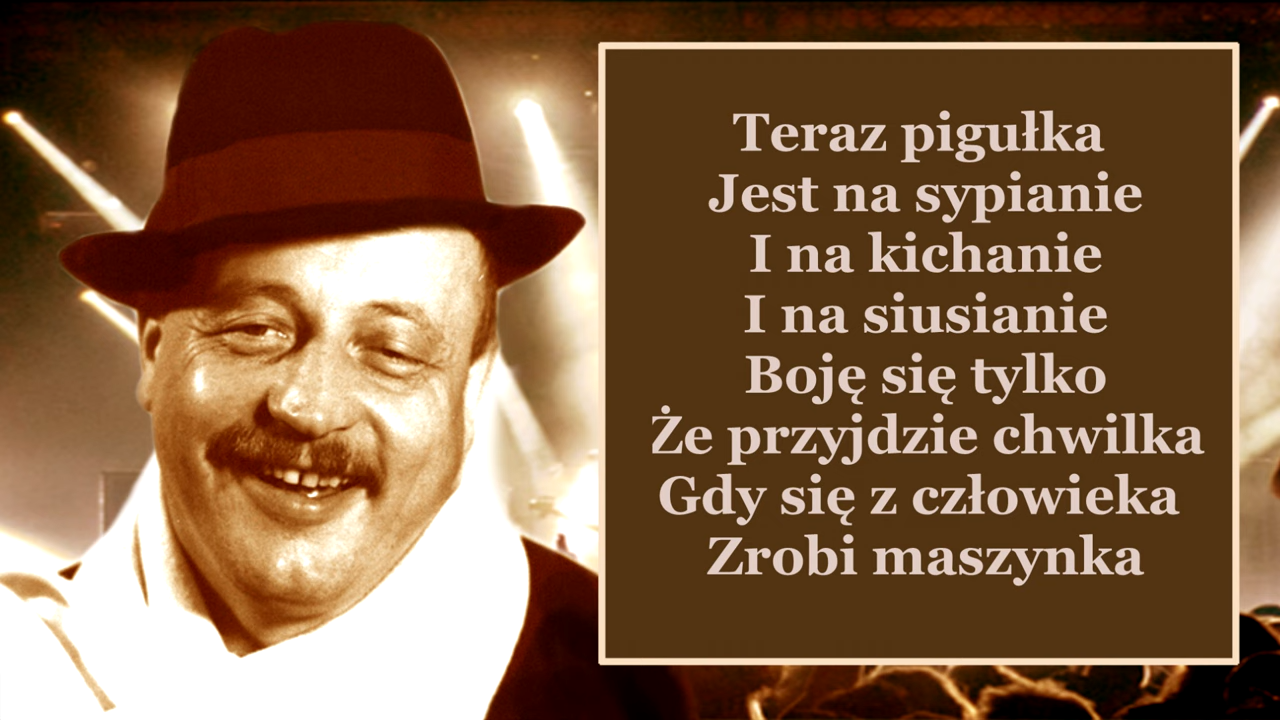 Teraz pigułka
Jest na sypianie
I na kichanie
I na siusianie
Boję się tylko
Że przyjdzie chwilka
Gdy się z człowieka
Zrobi maszynka